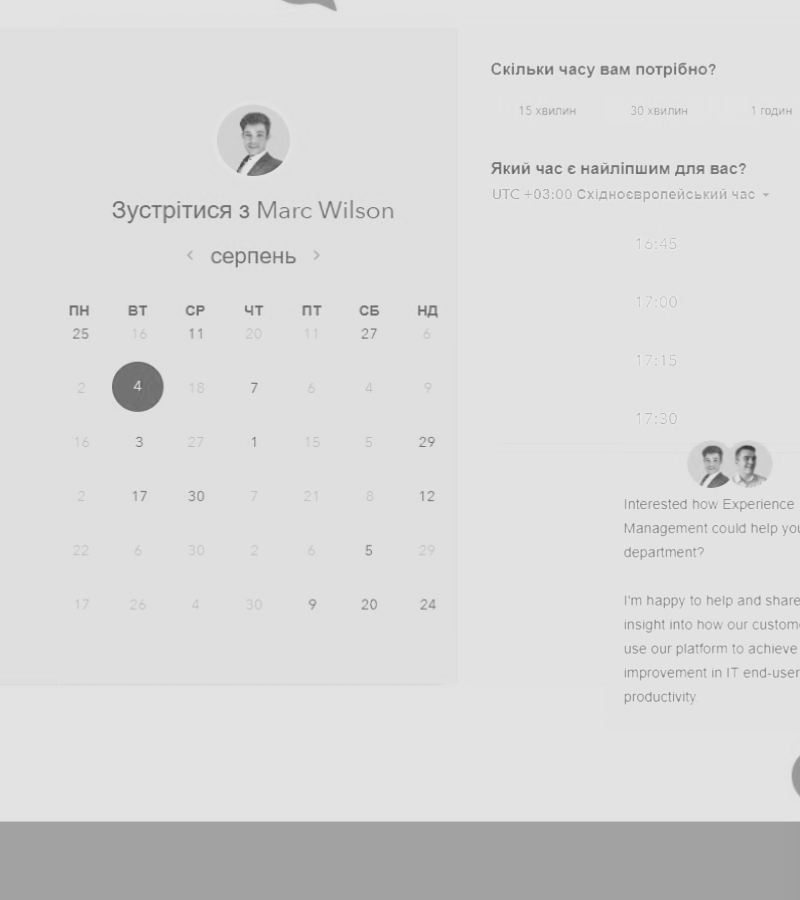 Зустрітися з Marc Wilson
серпень
ПН ВТ СР ЧТ ПТ СБ НД
25 16 11 20 11 27 6
2 4 18 7 6 4 9
16 3 27 1 15 5 29
2 17 30 7 21 8 12
22 6 30 2 6 5 29
17 26 4 30 9 20 24
Скільки часу вам потрібно?
15 хвилин 30 хвилин 1 годин
Який час є найліпшим для вас?
UTC +03:00 Східноєвропейський час
16:45
17:00
17:15
17:30
Interested how Experience
Management could help you
department?
I'm happy to help and share
insight into how our custome
use our platform to achieve
improvement in IT end-user
productivity.